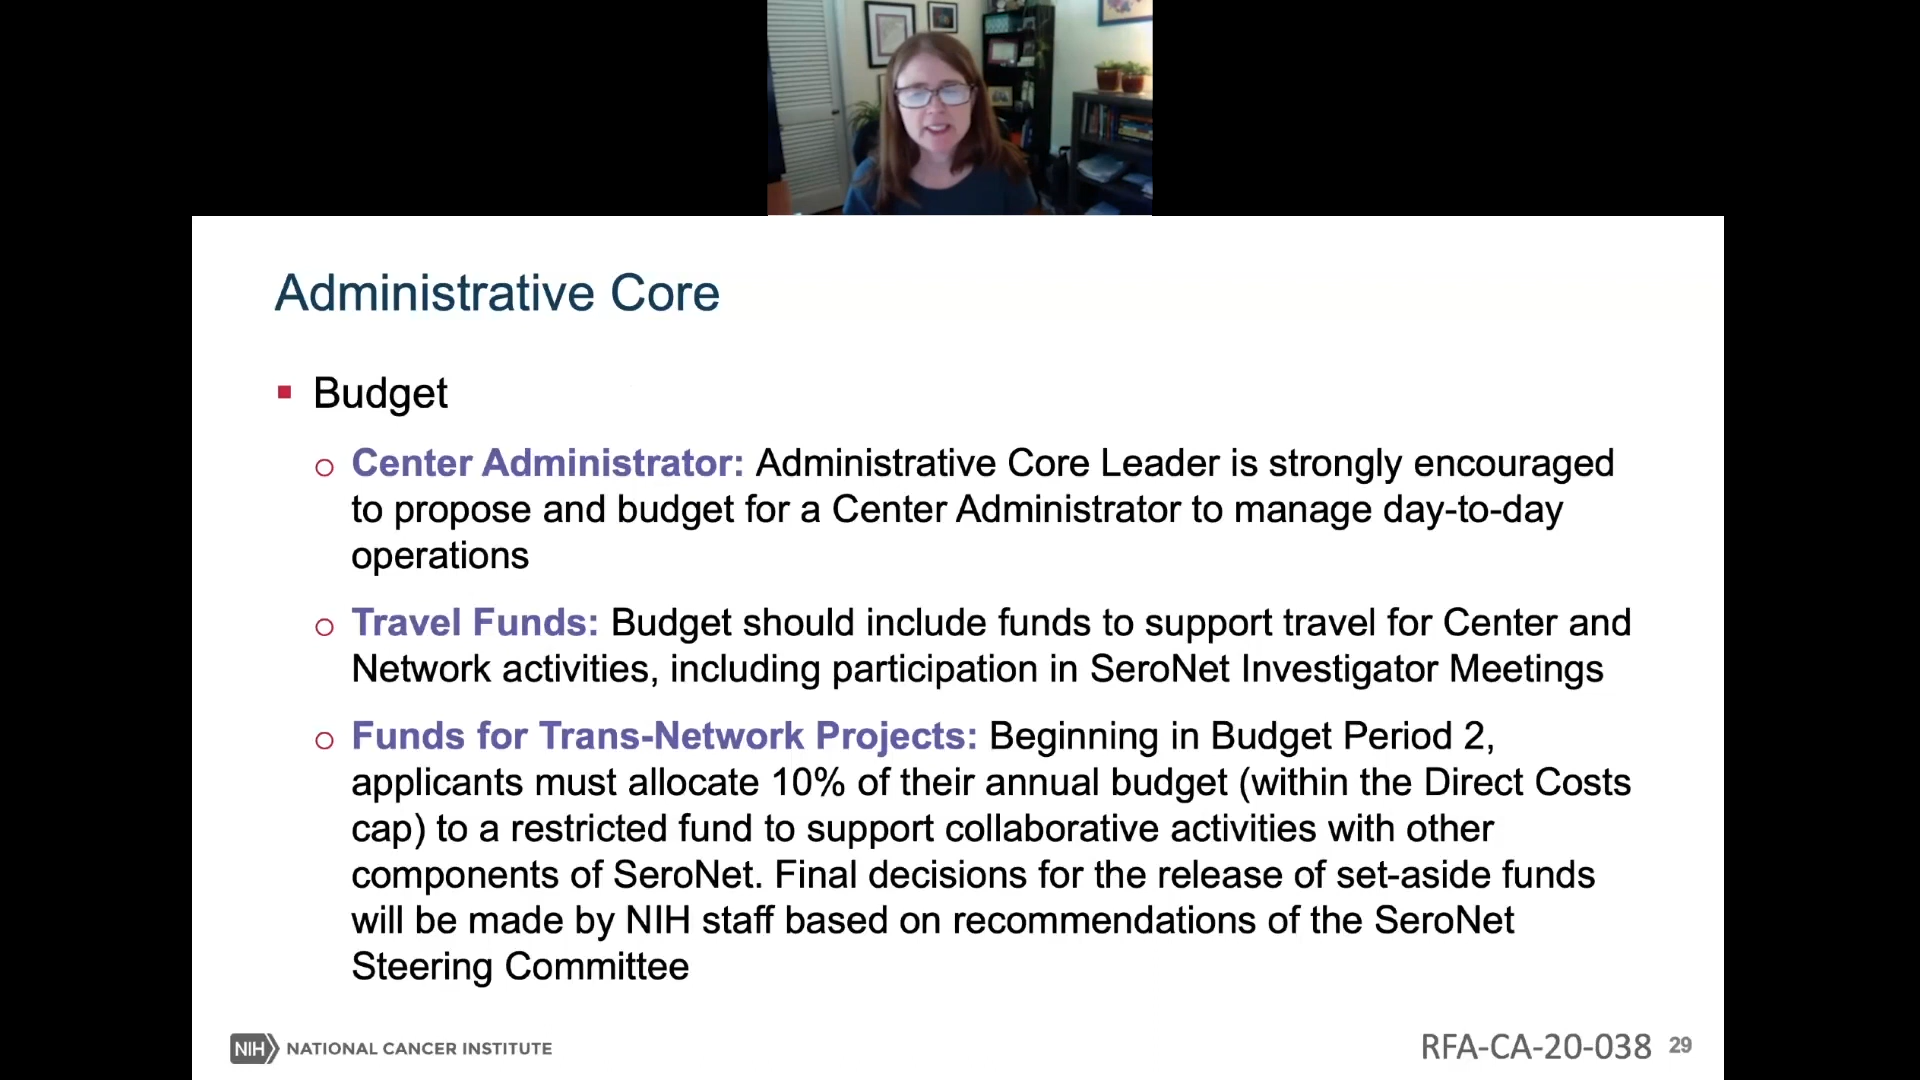 Administrative Core
▪ Budget
o Center Administrator: Administrative Core Leader is strongly encouraged
to propose and budget for a Center Administrator to manage day-to-day
operations
o Travel Funds: Budget should include funds to support travel for Center and
Network activities, including participation in SeroNet Investigator Meetings
o Funds for Trans-Network Projects: Beginning in Budget Period 2,
applicants must allocate 10% of their annual budget (within the Direct Costs
cap) to a restricted fund to support collaborative activities with other
components of SeroNet. Final decisions for the release of set-aside funds
will be made by NIH staff based on recommendations of the SeroNet
Steering Committee
NIH NATIONAL CANCER INSTITUTE
RFA-CA-20-038 29